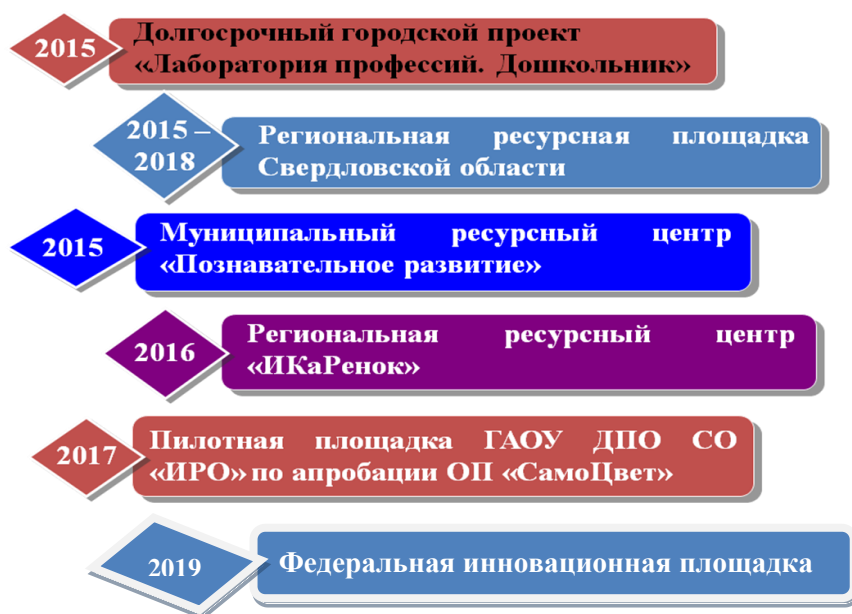 2015
Долгосрочный городской проект
«Лаборатория профессий. Дошкольник»
2015 –
2018
Региональная ресурсная площадка
Свердловской области
2015
Муниципальный ресурсный центр
«Познавательное развитие»
2016
Региональная ресурсный центр
«ИКаРенок»
2017
Пилотная площадка ГАОУ ДПО СО
«ИРО» по апробации ОП «СамоЦвет»
2019
Федеральная инновационная площадка